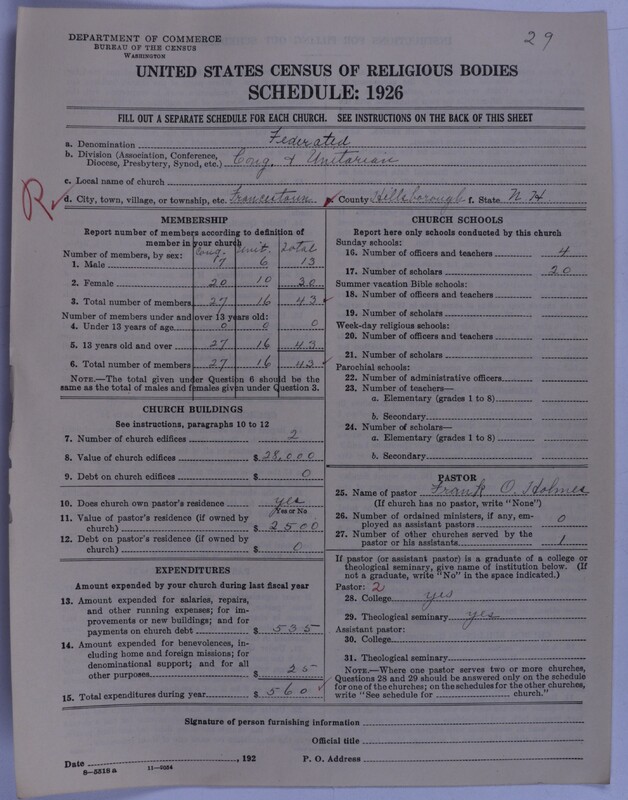 DEPARTMENT OF COMMERCE
BUREAU OF THE CENSUS
WASHINGTON
29
UNITED STATES CENSUS OF RELIGIOUS BODIES
SCHEDULE: 1926
FILL OUT A SEPARATE SCHEDULE FOR EACH CHURCH. SEE INSTRUCTIONS ON THE BACK OF THIS SHEET
a. Denomination Federated
b. Division (Association, Conference, Diocese, Presbytery, Synod, etc.) Cong. & Unitarian
c. Local name of church
R
d. City, town, village, or township, etc. Francestown County Hillsborough f. State. N. H
MEMBERSHIP
Report number of members according to definition of
member in your church
Cong. Unit. Total
Number of members, by sex:
1. Male 7 6 13
2. Female 20 10 30
3. Total number of members 27 16 43
Number of members under and over 13 years old:
4. Under 13 years of age 0 0 0
5. 13 years old and over 27 16 43
6. Total number of members 27 16 43
NOTE.—The total given under Question 6 should be the
same as the total of males and females given under Question 3.
CHURCH BUILDINGS
See instructions, paragraphs 10 to 12
7. Number of church edifices 2
8. Value of church edifices $ 28,000
9. Debt on church edifices $ 0
10. Does church own pastor's residence yes
Yes or No
11. Value of pastor's residence (if owned by
church) $ 2500
12. Debt on pastor's residence (if owned by
church) $ 0
EXPENDITURES
Amount expended by your church during last fiscal year
13. Amount expended for salaries, repairs,
and other running expenses; for im-
provements or new buildings; and for
payments on church debt $ 535
14. Amount expended for benevolences, in-
cluding home and foreign missions; for
denominational support; and for all
other purposes $ 25
15. Total expenditures during year $ 560
CHURCH SCHOOLS
Report here only schools conducted by this church
Sunday schools:
16. Number of officers and teachers 4
17. Number of scholars 20
Summer vacation Bible schools:
18. Number of officers and teachers
19. Number of scholars
Week-day religious schools:
20. Number of officers and teachers
21. Number of scholars
Parochial schools:
22. Number of administrative officers
23. Number of teachers—
a. Elementary (grades 1 to 8)
b. Secondary
24. Number of scholars—
a. Elementary (grades 1 to 8)
b. Secondary
PASTOR
25. Name of pastor Frank O. Holmes
(If church has no pastor, write "None")
26. Number of ordained ministers, if any, em-
ployed as assistant pastors 0
27. Number of other churches served by the
pastor or his assistants 1
If pastor (or assistant pastor) is a graduate of a college or
theological seminary, give name of institution below. (If
not a graduate, write "No" in the space indicated.)
Pastor: 2
28. College yes
29. Theological seminary yes
Assistant pastor:
30. College
31. Theological seminary
NOTE.—Where one pastor serves two or more churches,
Questions 28 and 29 should be answered only on the schedule
for one of the churches; on the schedules for the other churches,
write "See schedule for church."
Signature of person furnishing information
Official title
Date , 192 P. O. Address
8—5318 a 11—9054